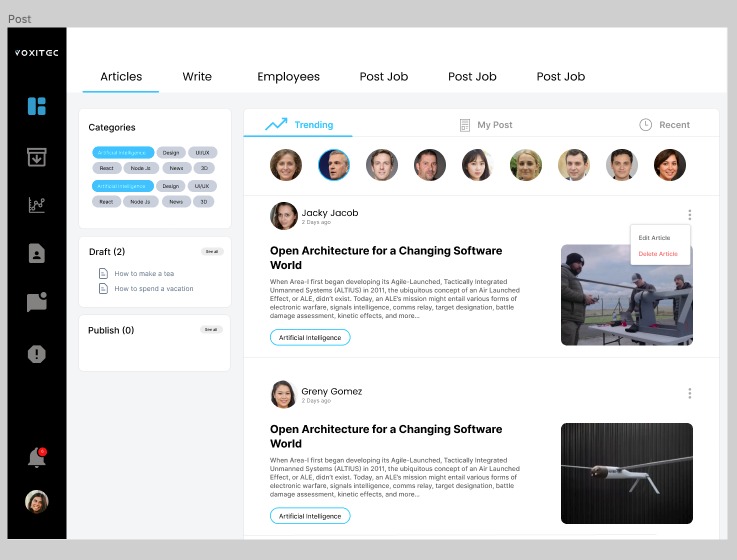 Post
VOXITEC
Articles Write Employees Post Job Post Job Post Job
Categories
Artificial Intelligence Design UI/UX
React Node Js News 3D
Artificial Intelligence Design UI/UX
React Node Js News 3D
Draft (2) See all
How to make a tea
How to spend a vacation
Publish (0) See all
Trending My Post Recent
Jacky Jacob
2 Days ago
Edit Article
Delete Article
Open Architecture for a Changing Software
World
When Area-I first began developing its Agile-Launched, Tactically Integrated
Unmanned Systems (ALTIUS) in 2011, the ubiquitous concept of an Air Launched
Effect, or ALE, didn't exist. Today, an ALE's mission might entail various forms of
electronic warfare, signals intelligence, comms relay, target designation, battle
damage assessment, kinetic effects, and more...
Artificial Intelligence
Greny Gomez
2 Days ago
Open Architecture for a Changing Software
World
When Area-I first began developing its Agile-Launched, Tactically Integrated
Unmanned Systems (ALTIUS) in 2011, the ubiquitous concept of an Air Launched
Effect, or ALE, didn't exist. Today, an ALE's mission might entail various forms of
electronic warfare, signals intelligence, comms relay, target designation, battle
damage assessment, kinetic effects, and more...
Artificial Intelligence